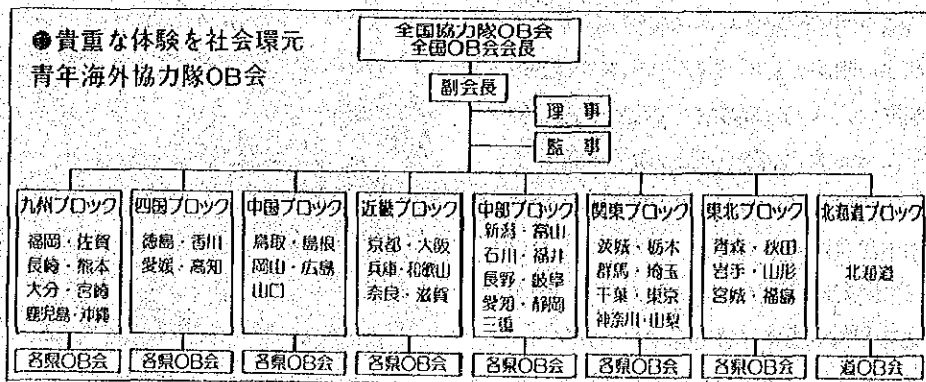 ●貴重な体験を社会環元
青年海外協力隊OB会
全国協力隊OB会
全国OB会会長
副会長
理 事
監 事
九州ブロック
福岡・佐賀
長崎・熊本
大分・宮崎
鹿児島・沖縄
各県OB会
四国ブロック
徳島・香川
愛媛・高知
各県OB会
中国ブロック
鳥取・島根
岡山・広島
山口
各県OB会
近畿ブロック
京都・大阪
兵庫・和歌山
奈良・滋賀
各県OB会
中部ブロック
新潟・富山
石川・福井
長野・岐阜
愛知・静岡
三重
各県OB会
関東ブロック
茨城・栃木
群馬・埼玉
千葉・東京
神奈川・山梨
各県OB会
東北ブロック
青森・秋田
岩手・山形
宮城・福島
各県OB会
北海道ブロック
北海道
道OB会